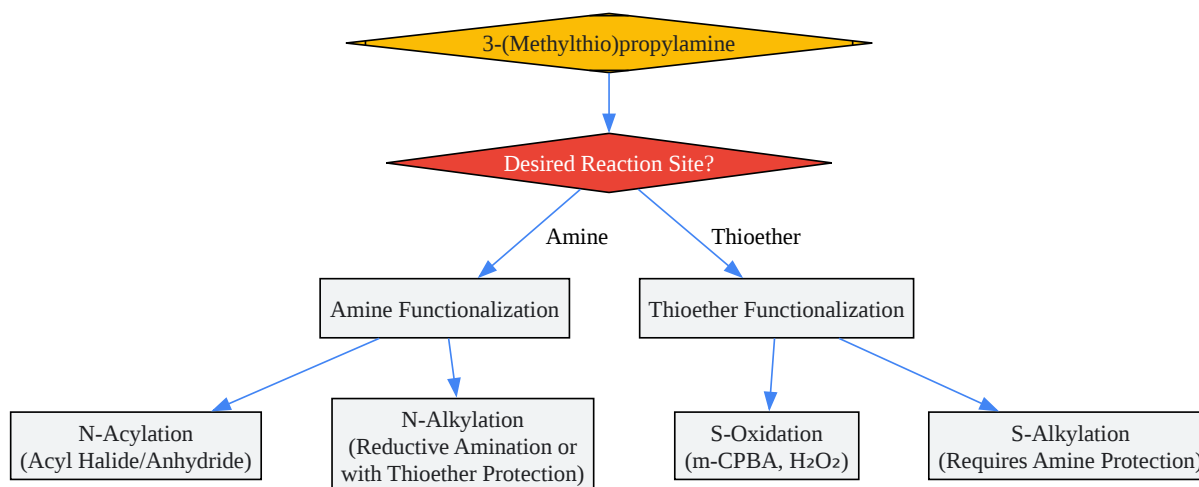 3-(Methylthio)propylamine
Desired Reaction Site?
Amine
Thioether
Amine Functionalization
Thioether Functionalization
N-Acylation
(Acyl Halide/Anhydride)
N-Alkylation
(Reductive Amination or
with Thioether Protection)
S-Oxidation
(m-CPBA, H₂O₂)
S-Alkylation
(Requires Amine Protection)